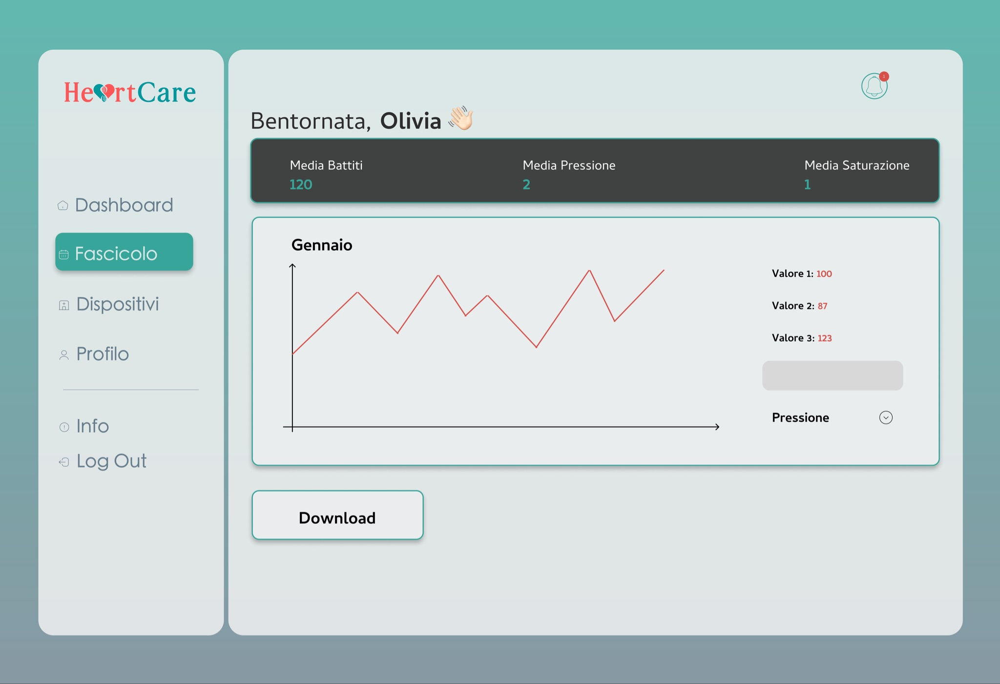 HeartCare
Dashboard
Fascicolo
Dispositivi
Profilo
Info
Log Out
1
Bentornata, Olivia 👋🏻
Media Battiti
120
Media Pressione
2
Media Saturazione
1
Gennaio
Valore 1: 100
Valore 2: 87
Valore 3: 123
Pressione
Download